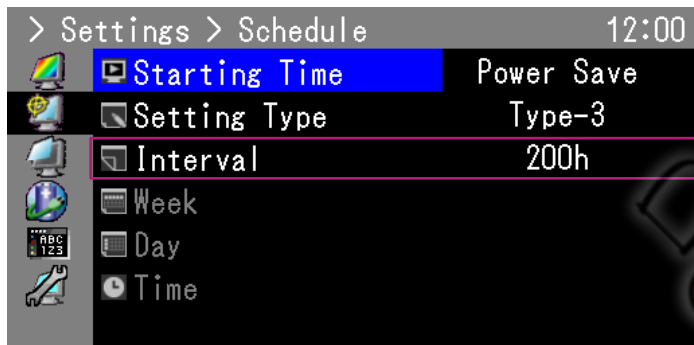 > Settings > Schedule 12:00
Starting Time Power Save
Setting Type Type-3
Interval 200h
Week
ABC
123
Day
Time